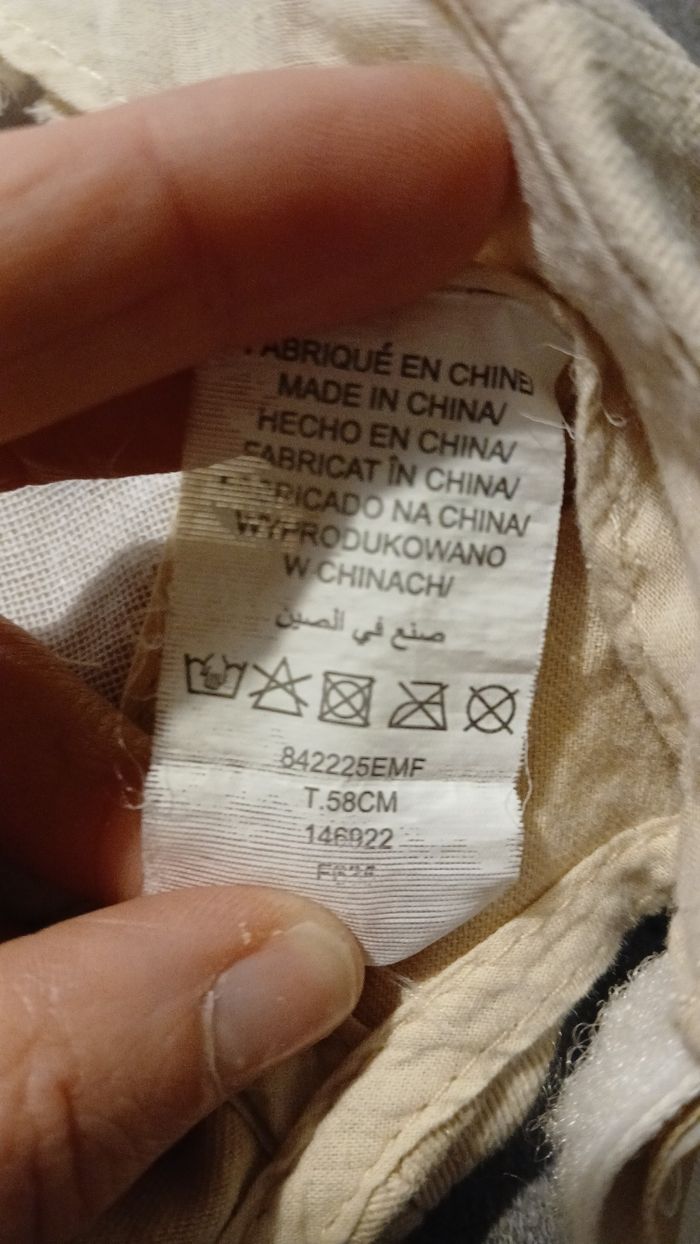 FABRIQUÉ EN CHINE
MADE IN CHINA/
HECHO EN CHINA/
FABRICAT ÎN CHINA/
FABRICADO NA CHINA/
WYPRODUKOWANO
W CHINACH/
صنع في الصين
842225EMF
T.58CM
146922